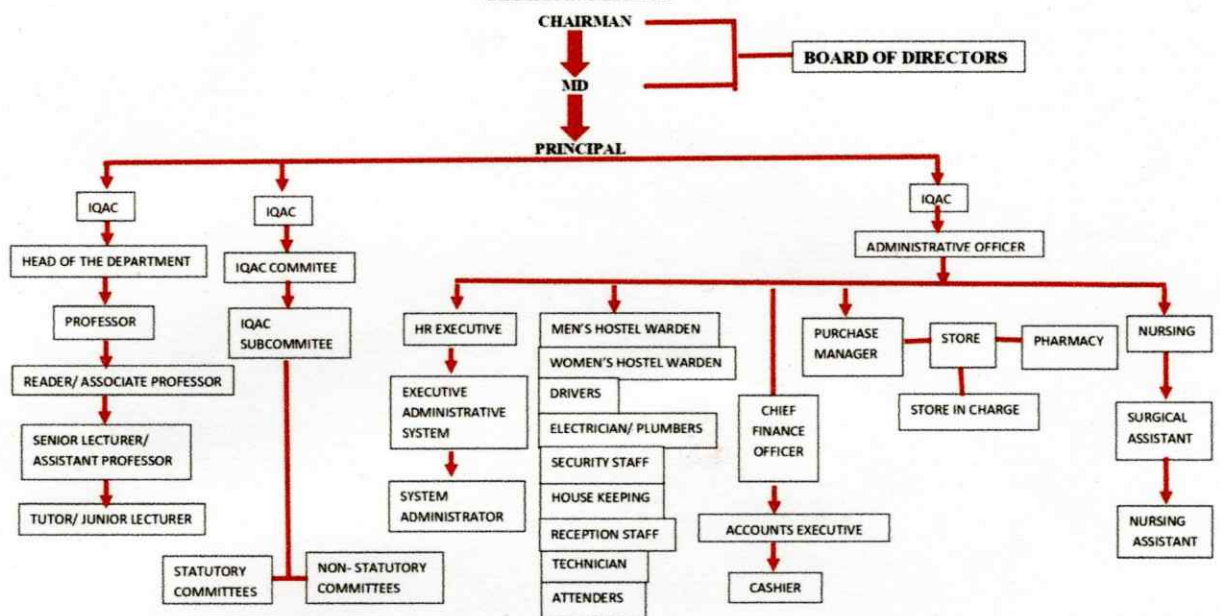 CHAIRMAN
BOARD OF DIRECTORS
MD
PRINCIPAL
IQAC
IQAC
IQAC
HEAD OF THE DEPARTMENT
IQAC COMMITEE
ADMINISTRATIVE OFFICER
PROFESSOR
IQAC
SUBCOMMITEE
READER/ ASSOCIATE PROFESSOR
SENIOR LECTURER/
ASSISTANT PROFESSOR
TUTOR/ JUNIOR LECTURER
STATUTORY
COMMITTEES
NON- STATUTORY
COMMITTEES
HR EXECUTIVE
EXECUTIVE
ADMINISTRATIVE
SYSTEM
SYSTEM
ADMINISTRATOR
MEN'S HOSTEL WARDEN
WOMEN'S HOSTEL WARDEN
DRIVERS
ELECTRICIAN/ PLUMBERS
SECURITY STAFF
HOUSE KEEPING
RECEPTION STAFF
TECHNICIAN
ATTENDERS
CHIEF
FINANCE
OFFICER
ACCOUNTS EXECUTIVE
CASHIER
PURCHASE
MANAGER
STORE
PHARMACY
STORE IN CHARGE
NURSING
SURGICAL
ASSISTANT
NURSING
ASSISTANT